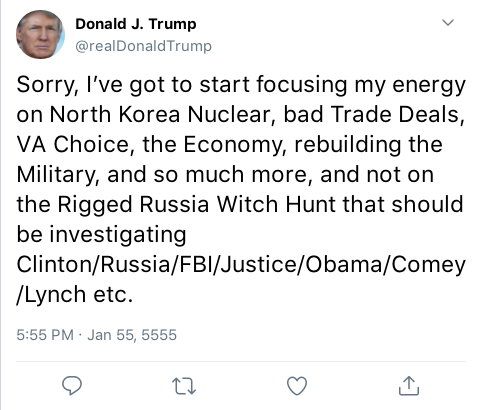 Donald J. Trump
@realDonaldTrump
Sorry, I’ve got to start focusing my energy
on North Korea Nuclear, bad Trade Deals,
VA Choice, the Economy, rebuilding the
Military, and so much more, and not on
the Rigged Russia Witch Hunt that should
be investigating
Clinton/Russia/FBI/Justice/Obama/Comey
/Lynch etc.
5:55 PM · Jan 55, 5555